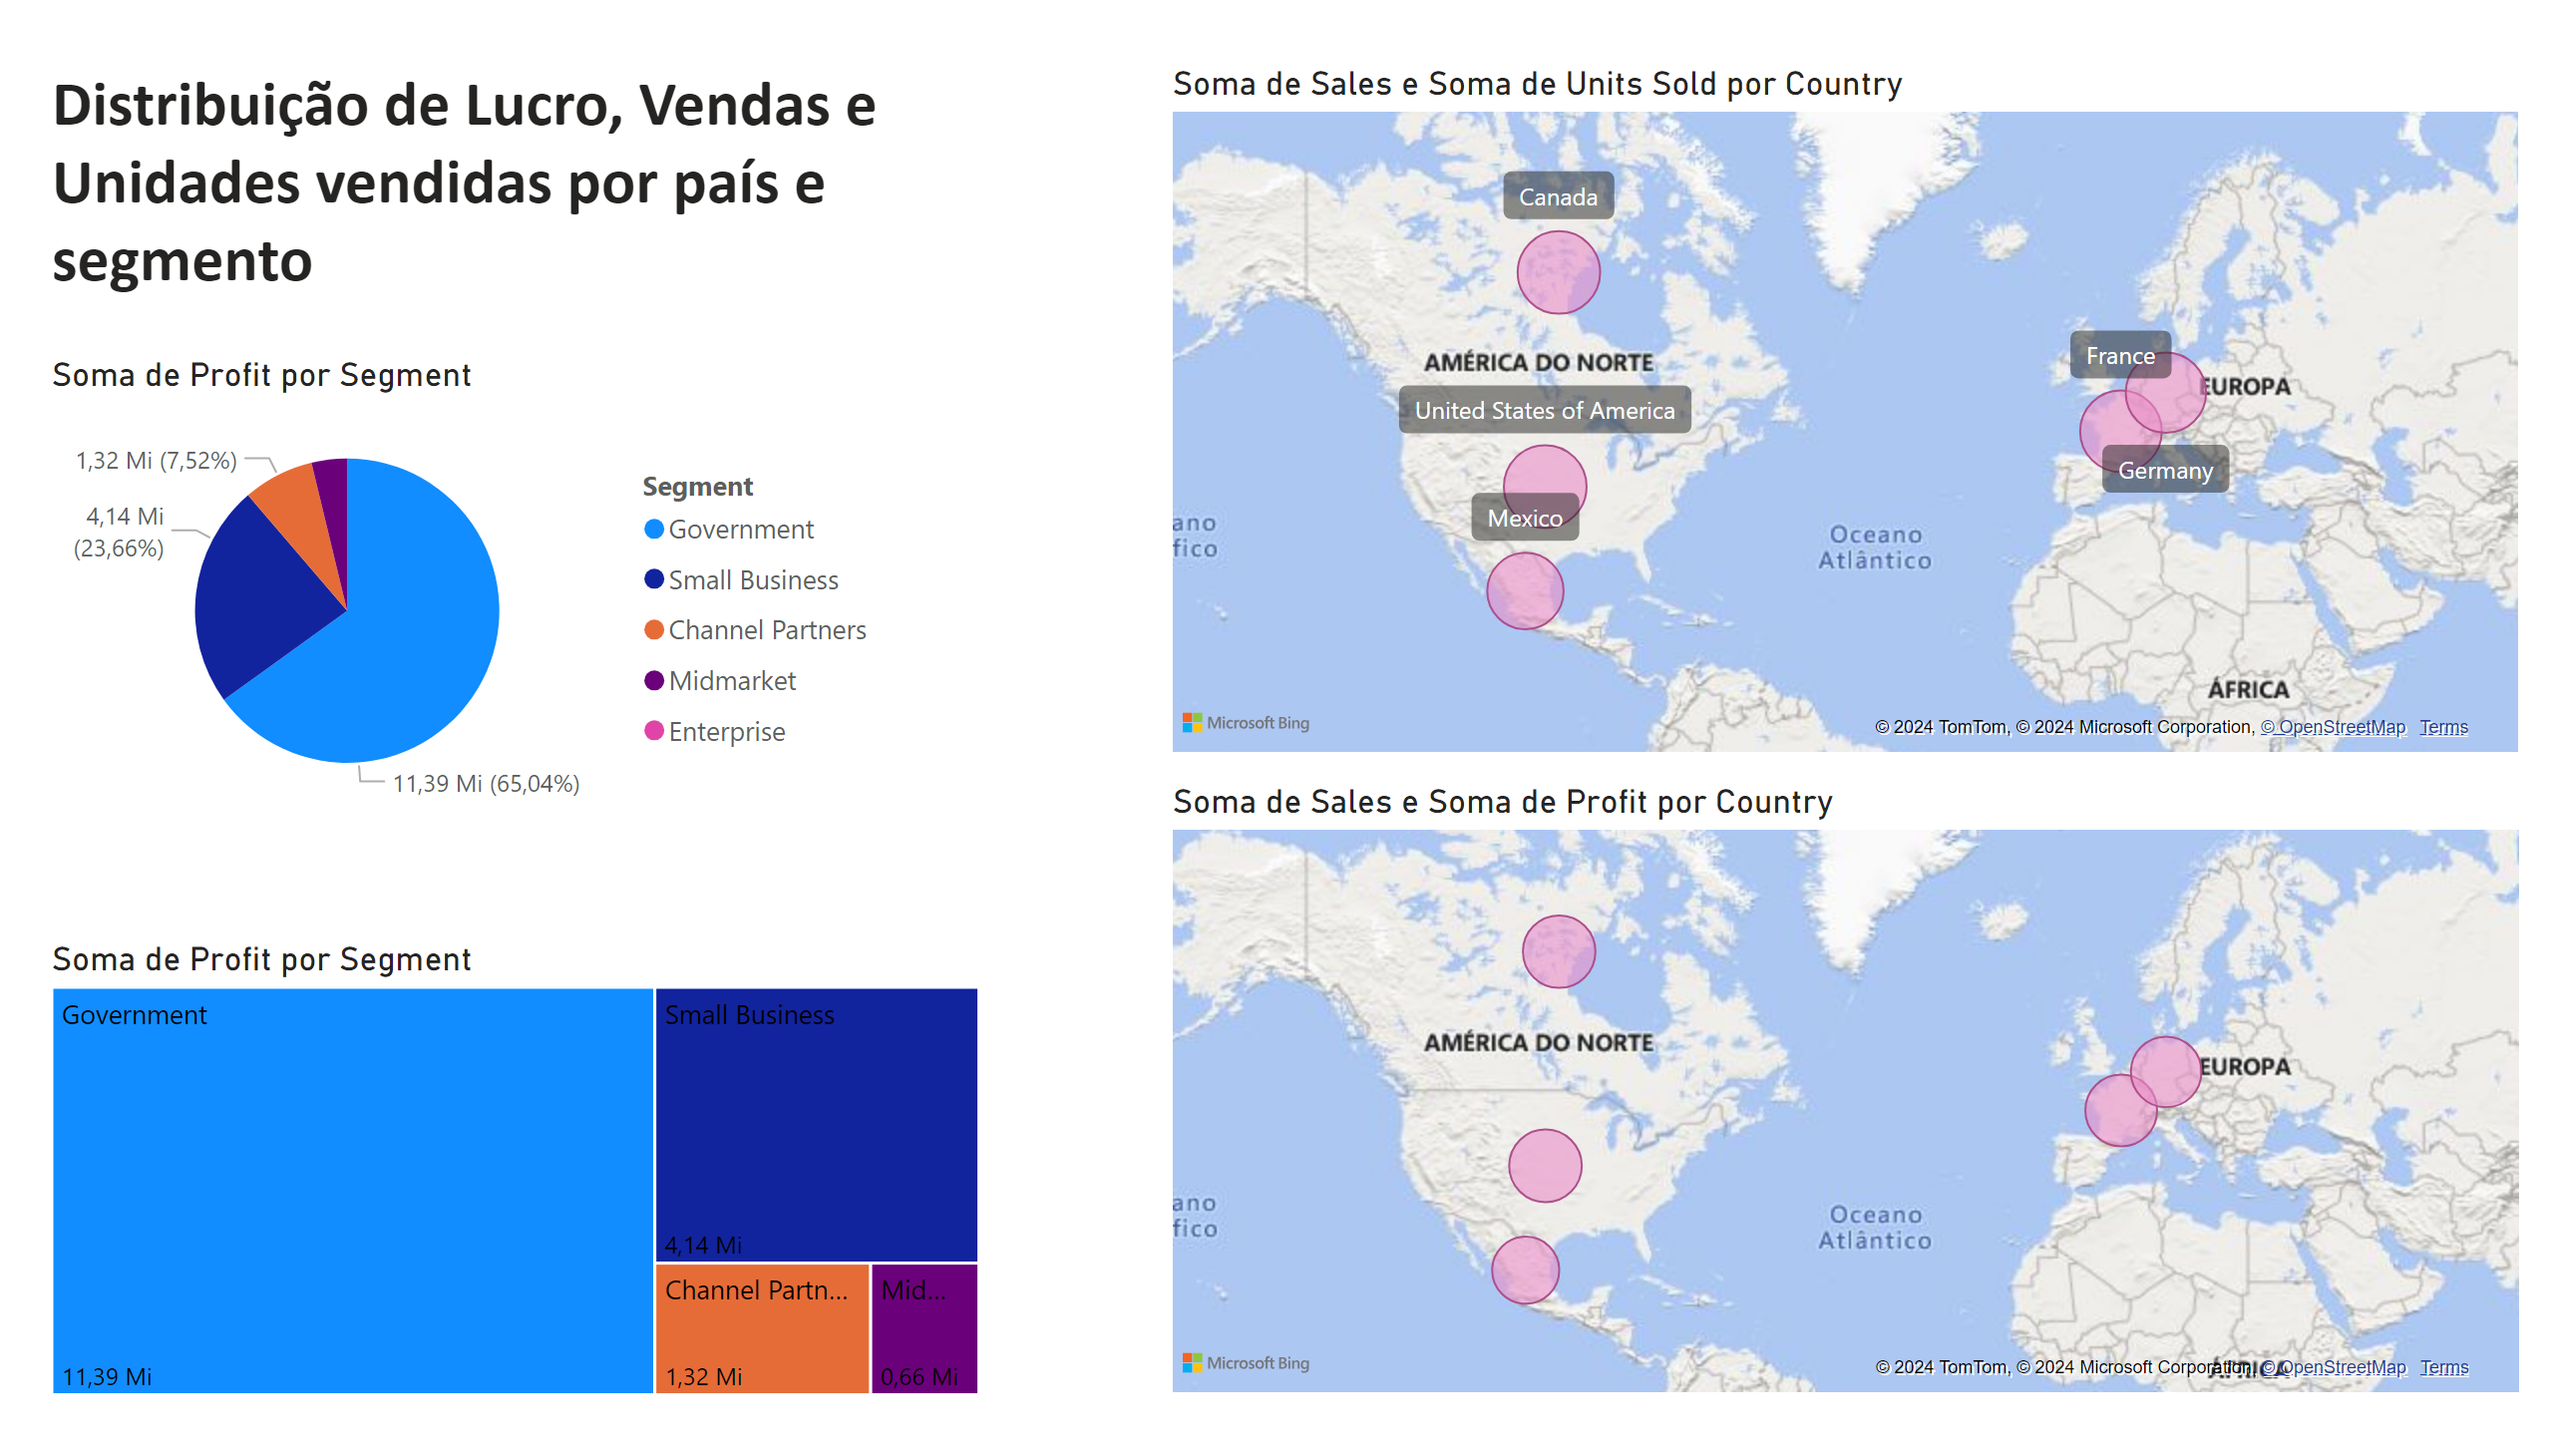 Distribuição de Lucro, Vendas e
Unidades vendidas por país e
segmento
Soma de Profit por Segment
1,32 Mi (7,52%)
4,14 Mi
(23,66%)
11,39 Mi (65,04%)
Segment
Government
Small Business
Channel Partners
Midmarket
Enterprise
Soma de Profit por Segment
Government
11,39 Mi
Small Business
4,14 Mi
Channel Partn...
1,32 Mi
Mid...
0,66 Mi
Soma de Sales e Soma de Units Sold por Country
Canada
AMÉRICA DO NORTE
United States of America
Mexico
France
EUROPA
Germany
ano
fico
Oceano
Atlântico
ÁFRICA
Microsoft Bing
© 2024 TomTom, © 2024 Microsoft Corporation, © OpenStreetMap Terms
Soma de Sales e Soma de Profit por Country
AMÉRICA DO NORTE
EUROPA
ano
fico
Oceano
Atlântico
ÁFRICA
Microsoft Bing
© 2024 TomTom, © 2024 Microsoft Corporation, © OpenStreetMap Terms